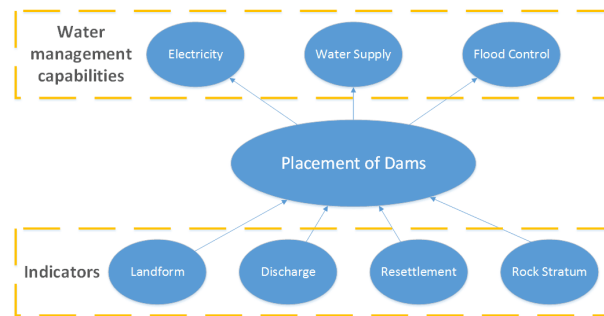 Water
management
capabilities
Electricity
Water Supply
Flood Control
Placement of Dams
Indicators
Landform
Discharge
Resettlement
Rock Stratum